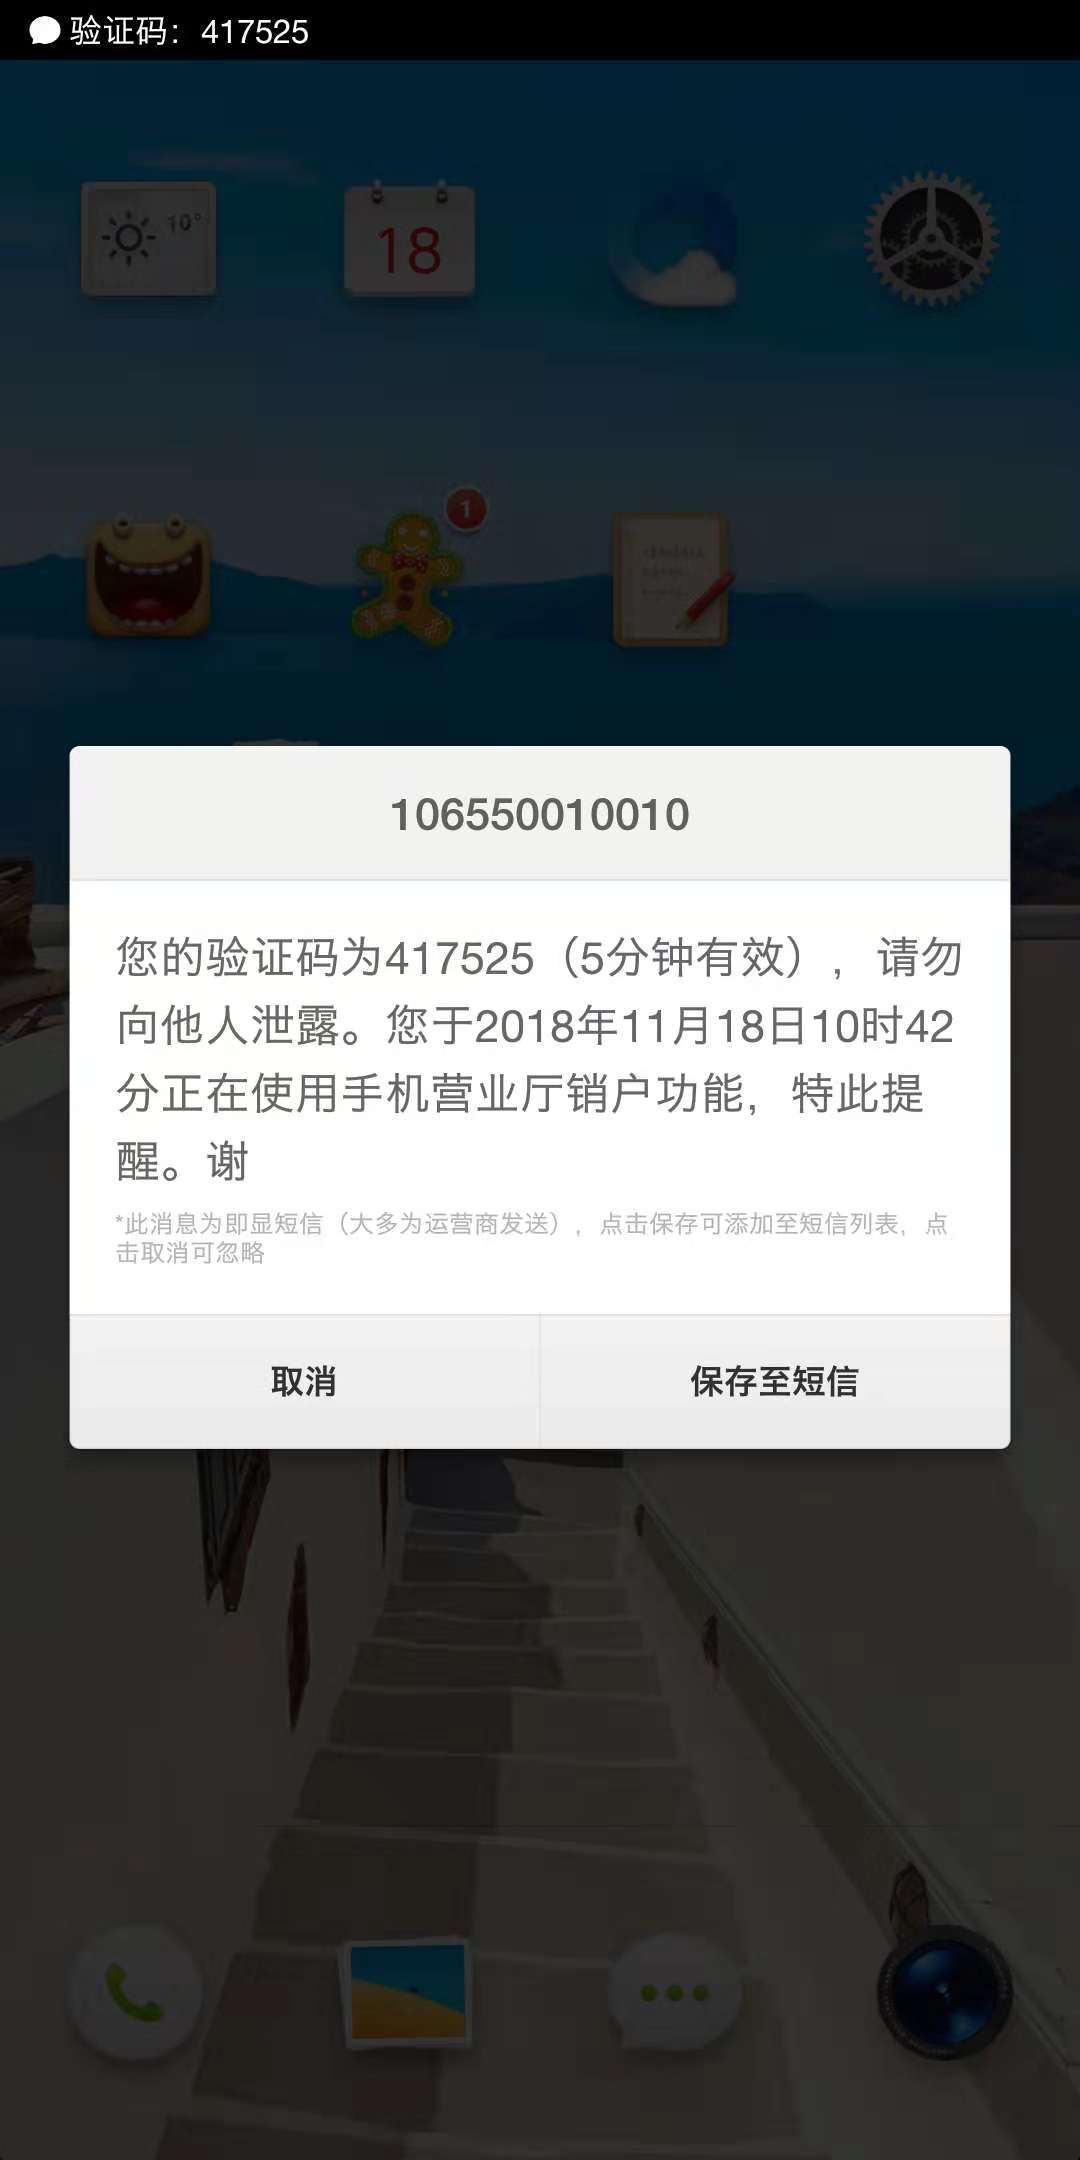 验证码：417525
10°
18
1
106550010010
您的验证码为417525（5分钟有效），请勿
向他人泄露。您于2018年11月18日10时42
分正在使用手机营业厅销户功能，特此提
醒。谢
*此消息为即显短信（大多为运营商发送），点击保存可添加至短信列表，点
击取消可忽略
取消
保存至短信